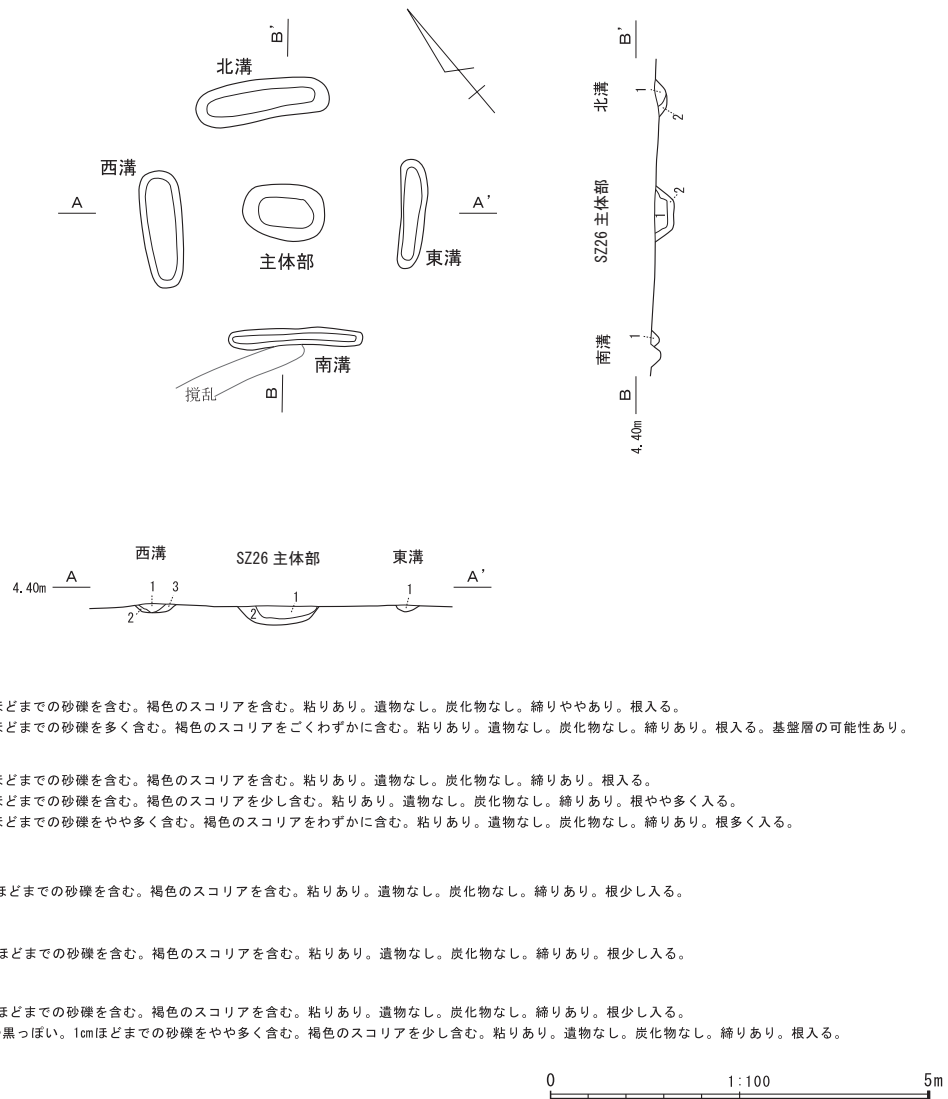 B'
北溝
西溝
A
A'
主体部
東溝
南溝
撹乱
B
B'
北溝
1
2
SZ26 主体部
2
1
南溝
1
B
4.40m
西溝
SZ26 主体部
東溝
4.40m
A
A'
1
3
2
1
2
1
ほどまでの砂礫を含む。褐色のスコリアを含む。粘りあり。遺物なし。炭化物なし。締りややあり。根入る。
ほどまでの砂礫を多く含む。褐色のスコリアをごくわずかに含む。粘りあり。遺物なし。炭化物なし。締りあり。根入る。基盤層の可能性あり。
ほどまでの砂礫を含む。褐色のスコリアを含む。粘りあり。遺物なし。炭化物なし。締りあり。根入る。
ほどまでの砂礫を含む。褐色のスコリアを少し含む。粘りあり。遺物なし。炭化物なし。締りあり。根やや多く入る。
ほどまでの砂礫をやや多く含む。褐色のスコリアをわずかに含む。粘りあり。遺物なし。炭化物なし。締りあり。根多く入る。
ほどまでの砂礫を含む。褐色のスコリアを含む。粘りあり。遺物なし。炭化物なし。締りあり。根少し入る。
ほどまでの砂礫を含む。褐色のスコリアを含む。粘りあり。遺物なし。炭化物なし。締りあり。根少し入る。
ほどまでの砂礫を含む。褐色のスコリアを含む。粘りあり。遺物なし。炭化物なし。締りあり。根少し入る。
黒っぽい。1cmほどまでの砂礫をやや多く含む。褐色のスコリアを少し含む。粘りあり。遺物なし。炭化物なし。締りあり。根入る。
0
1:100
5m